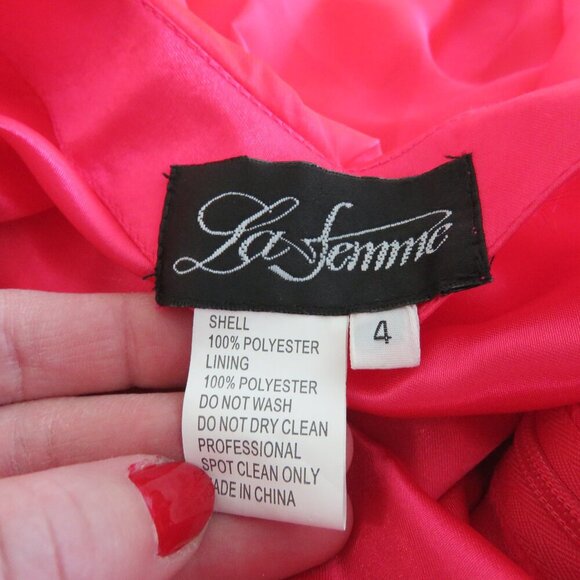 La Femme
SHELL
100% POLYESTER
LINING
100% POLYESTER
DO NOT WASH
DO NOT DRY CLEAN
PROFESSIONAL
SPOT CLEAN ONLY
MADE IN CHINA
4